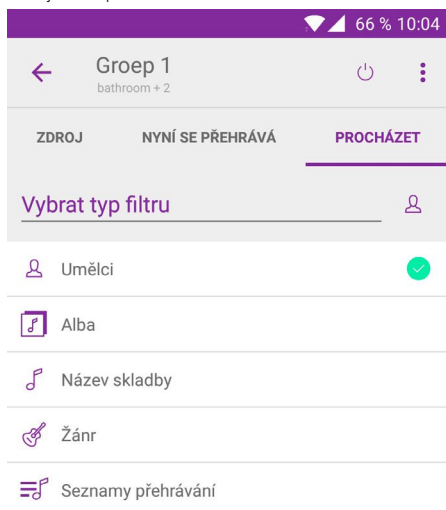 66 % 10:04
Groep 1
bathroom + 2
ZDROJ NYNÍ SE PŘEHRÁVÁ PROCHÁZET
Vybrat typ filtru
Umělci
Alba
Název skladby
Žánr
Seznamy přehrávání